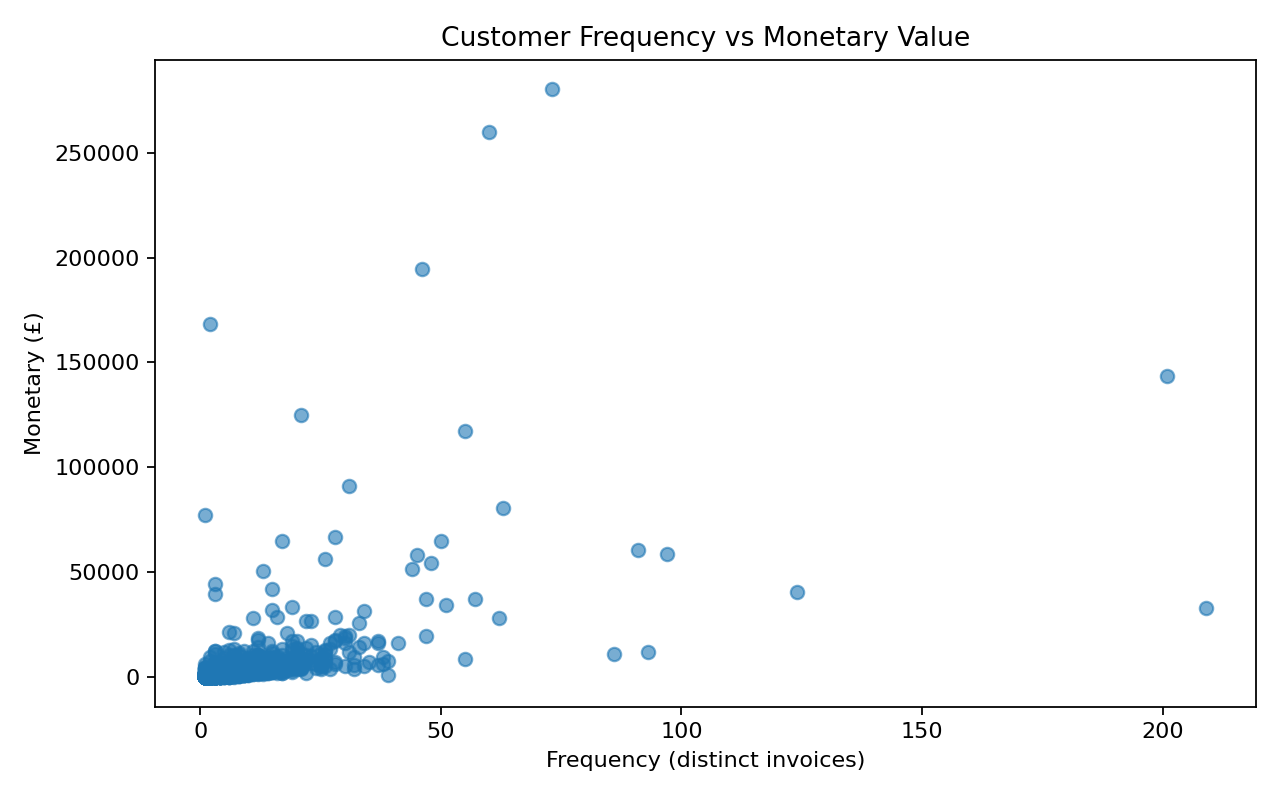 Customer Frequency vs Monetary Value
Monetary (£)
250000
200000
150000
100000
50000
0
0 50 100 150 200
Frequency (distinct invoices)